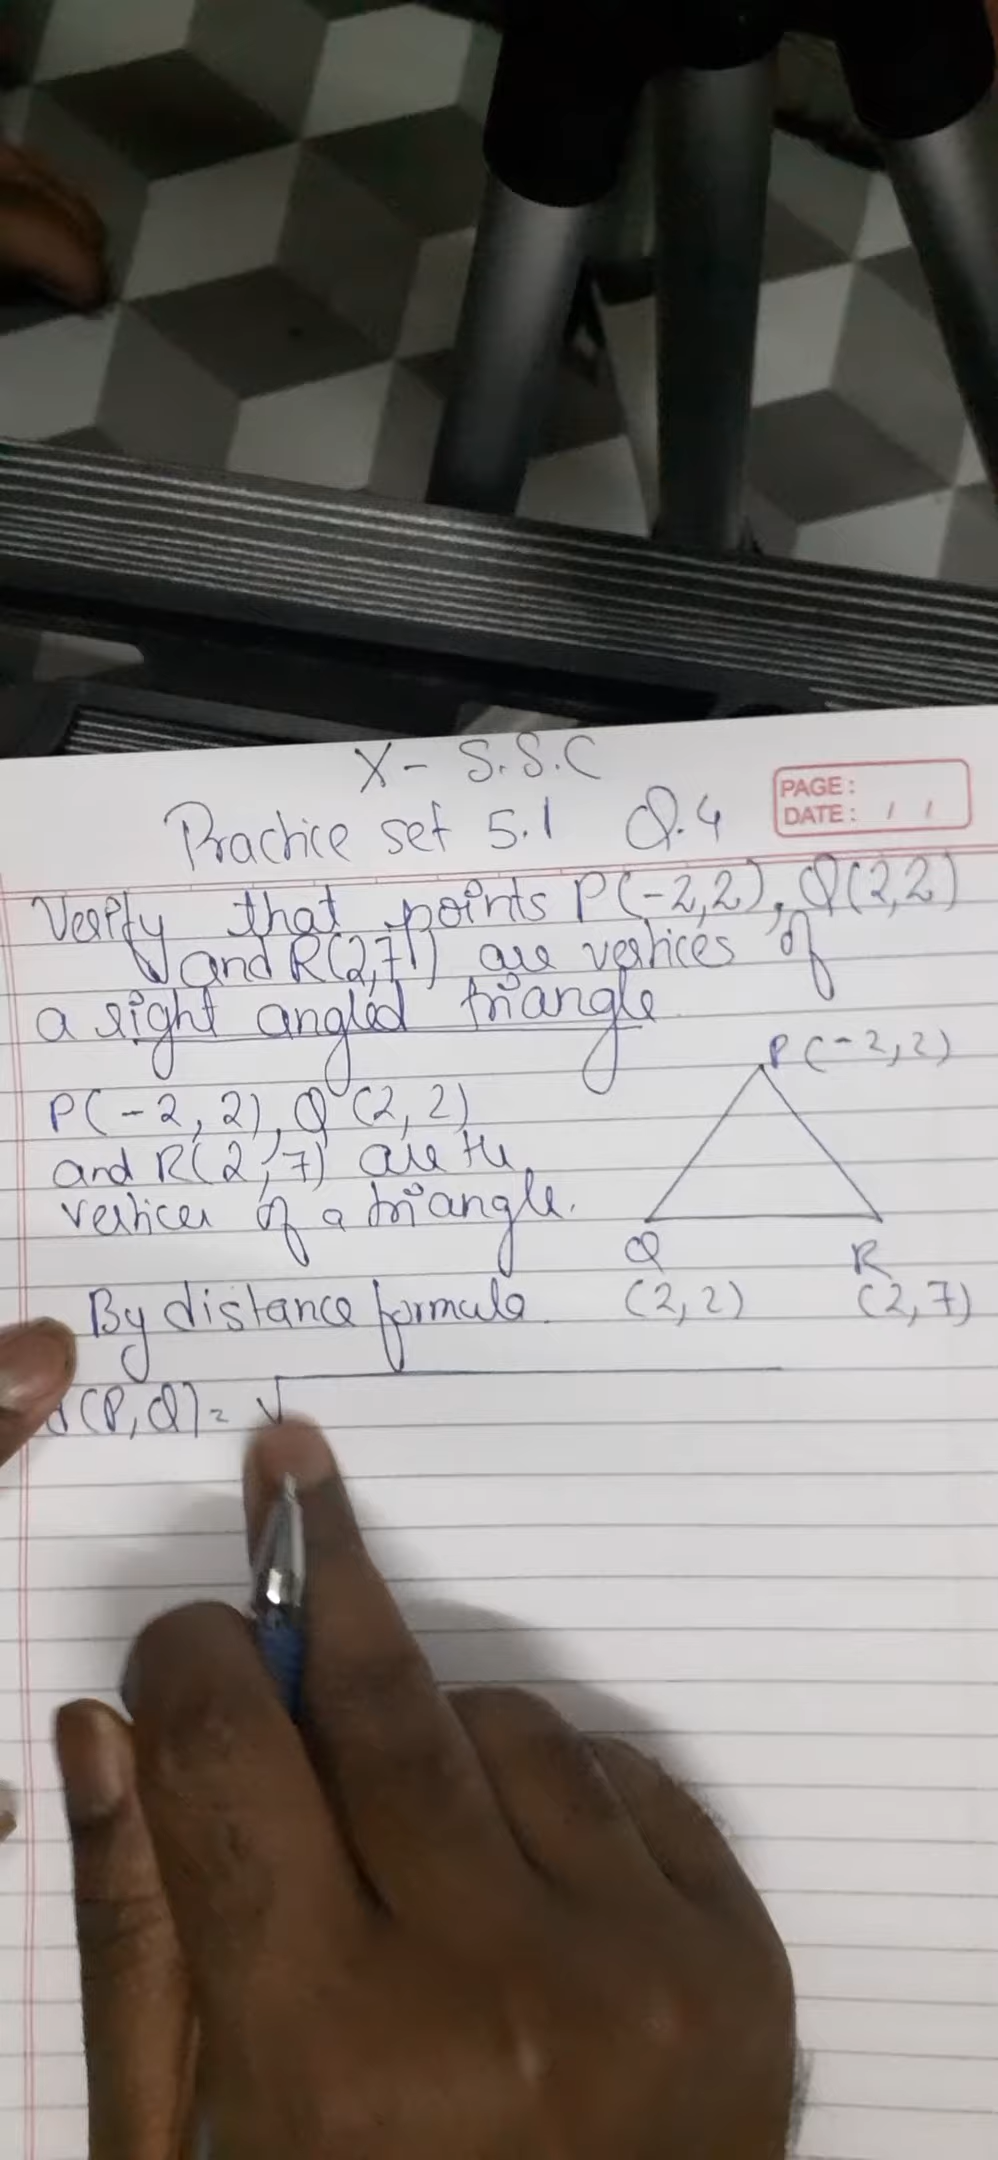 X - S.S.C
Practice set 5.1 Q.4
PAGE:
DATE: / /
Verify that points P(-2,2), Q(2,2)
and R(2,7) are vertices of
a right angled triangle
P(-2,2)
P(-2, 2), Q (2, 2)
and R(2, 7) are the
vertices of a triangle.
Q
R
(2,2)
(2,7)
By distance formula.
d(P,Q) = √